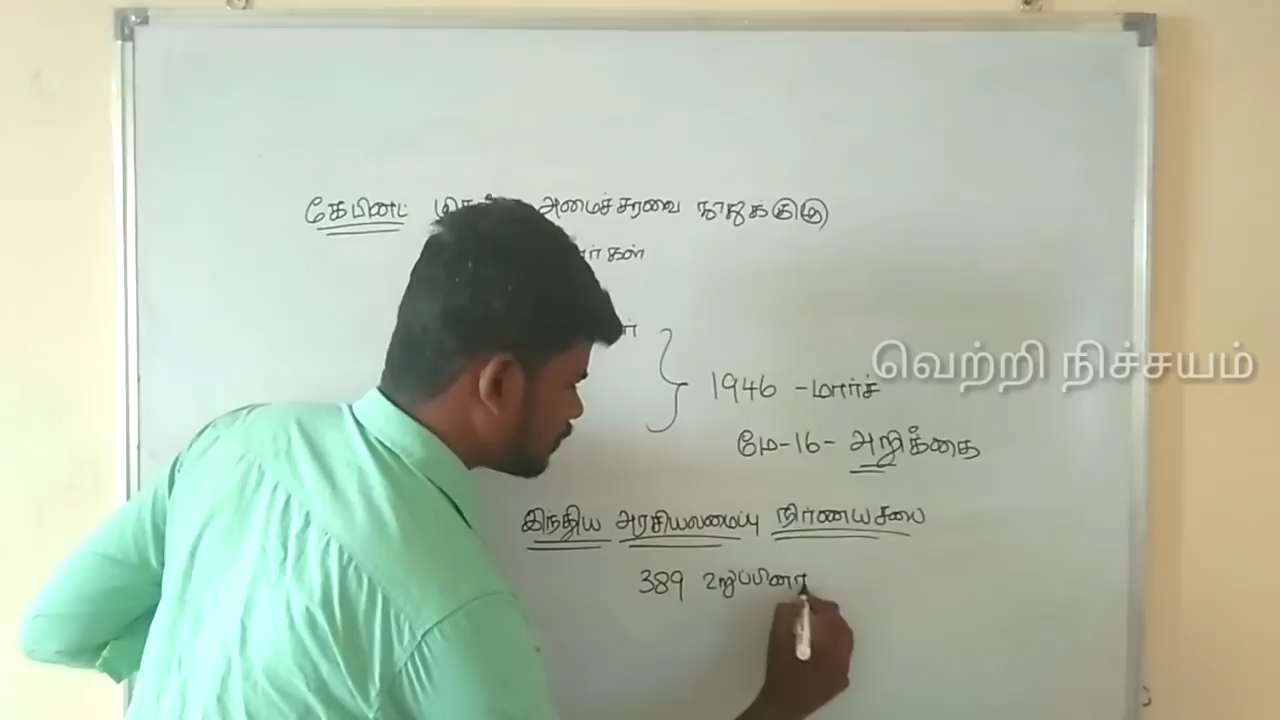 கேபினட் அமைச்சரவை தூதுக்குழு
வெற்றி நிச்சயம்
1946 - மார்ச்
மே-16- அறிக்கை
இந்திய அரசியலமைப்பு நிர்ணயசபை
389 உறுப்பினர